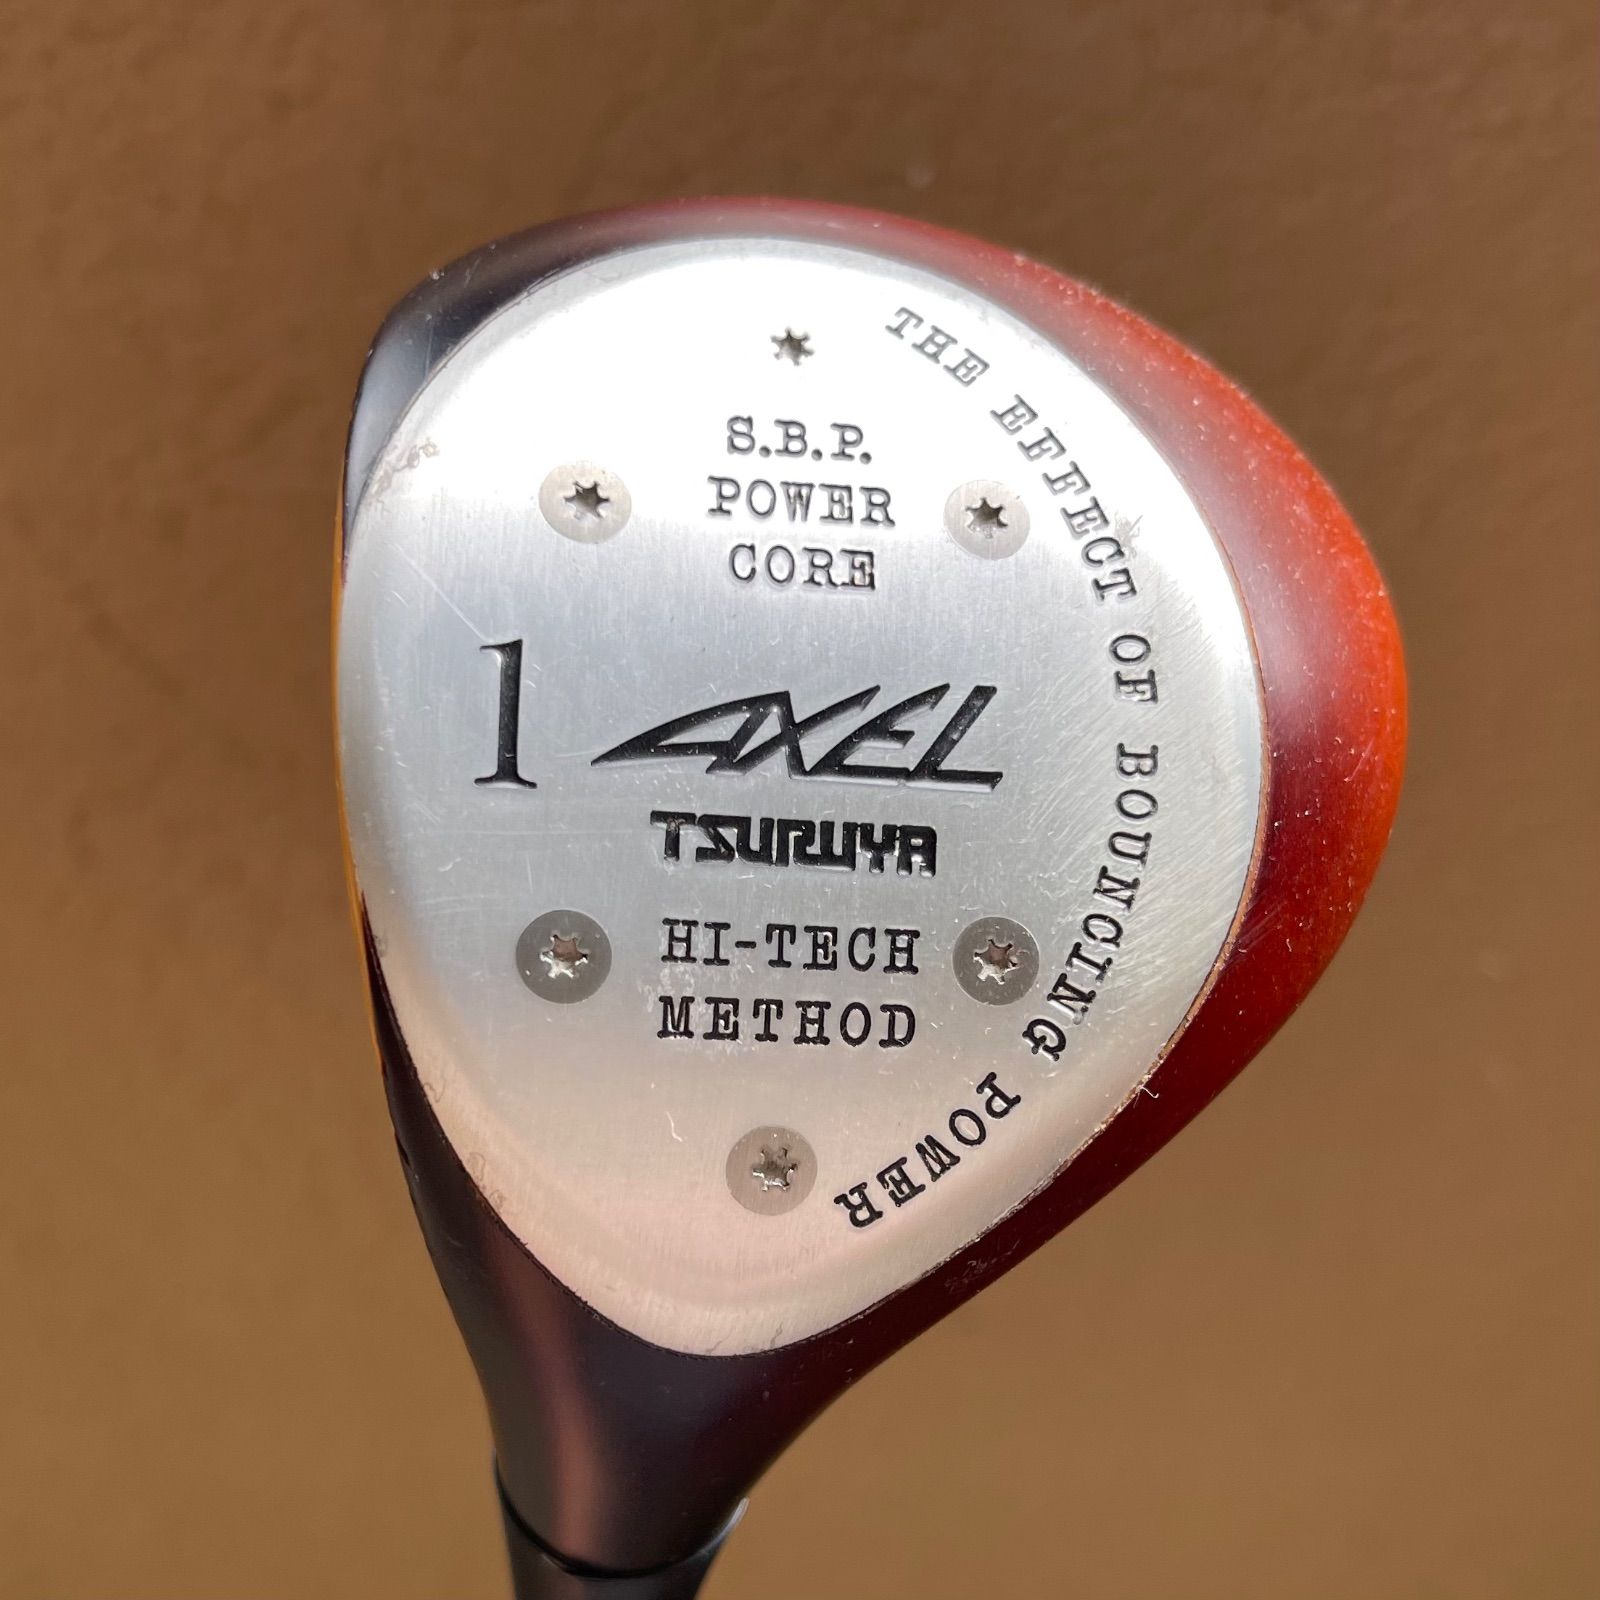 S.B.P.
POWER
CORE
1
AXEL
TSURUYA
HI-TECH
METHOD
THE EFFECT OF BOUNCING POWER